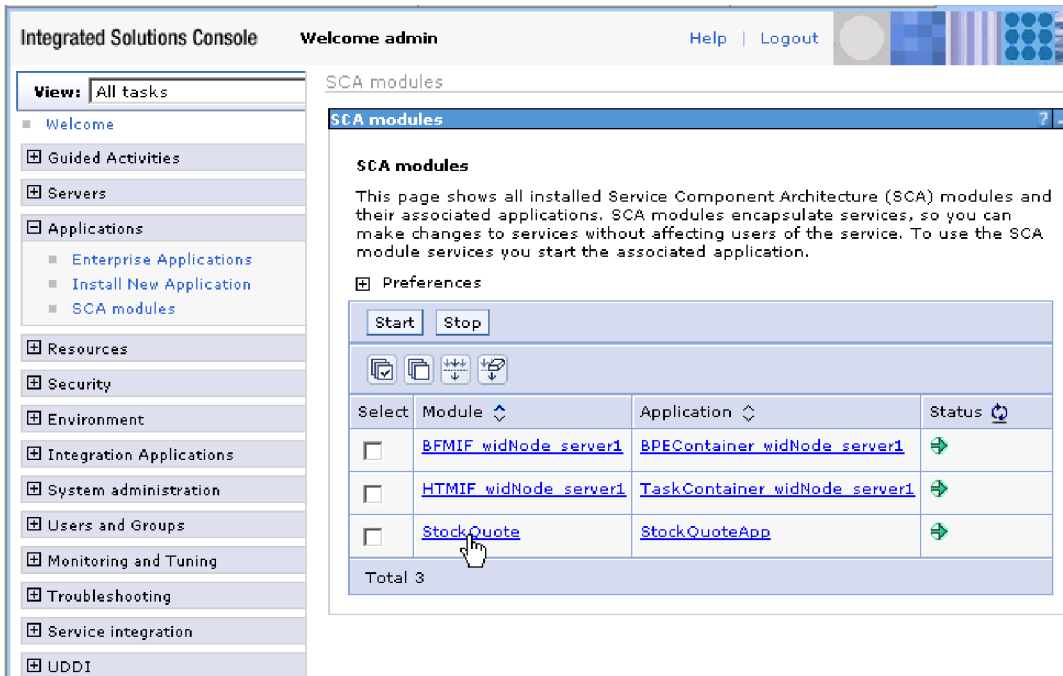 Integrated Solutions Console Welcome admin Help | Logout
View: All tasks
Welcome
Guided Activities
Servers
Applications
Enterprise Applications
Install New Application
SCA modules
Resources
Security
Environment
Integration Applications
System administration
Users and Groups
Monitoring and Tuning
Troubleshooting
Service integration
UDDI
SCA modules
SCA modules ? -
SCA modules
This page shows all installed Service Component Architecture (SCA) modules and
their associated applications. SCA modules encapsulate services, so you can
make changes to services without affecting users of the service. To use the SCA
module services you start the associated application.
Preferences
Start Stop
Select Module Application Status
BFMIF_widNode_server1 BPEContainer_widNode_server1
HTMIF_widNode_server1 TaskContainer_widNode_server1
StockQuote StockQuoteApp
Total 3